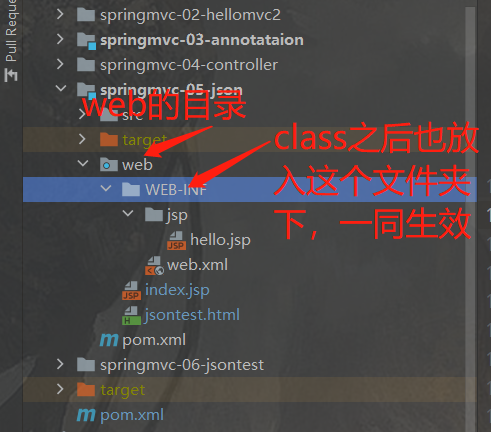 Pull Reque
springmvc-02-hellomvc2
springmvc-03-annotataion
springmvc-04-controller
springmvc-05-json
web的目录
src
target
class之后也放
入这个文件夹
下，一同生效
web
WEB-INF
jsp
hello.jsp
web.xml
JSP
index.jsp
H
jsontest.html
m pom.xml
springmvc-06-jsontest
target
m pom.xml